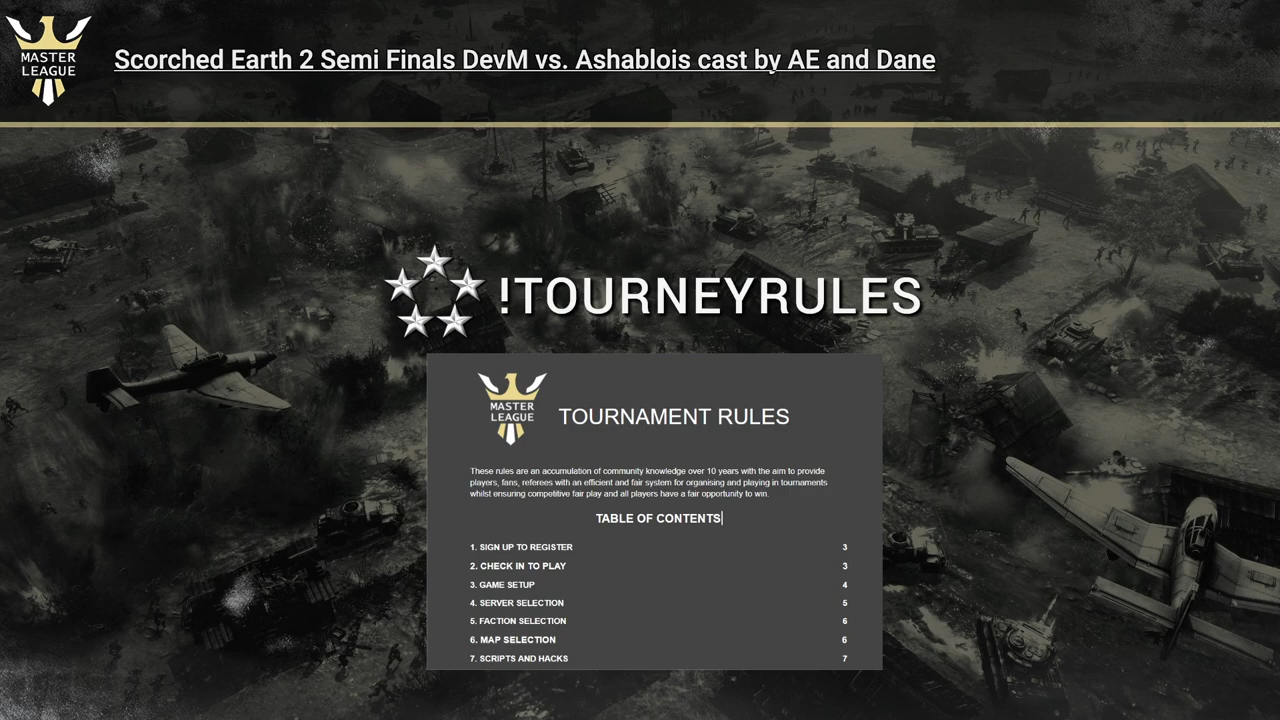 MASTER
LEAGUE
Scorched Earth 2 Semi Finals DevM vs. Ashablois cast by AE and Dane
!TOURNEYRULES
MASTER
LEAGUE
TOURNAMENT RULES
These rules are an accumulation of community knowledge over 10 years with the aim to provide
players, fans, referees with an efficient and fair system for organising and playing in tournaments
whilst ensuring competitive fair play and all players have a fair opportunity to win.
TABLE OF CONTENTS
1. SIGN UP TO REGISTER 3
2. CHECK IN TO PLAY 3
3. GAME SETUP 4
4. SERVER SELECTION 5
5. FACTION SELECTION 6
6. MAP SELECTION 6
7. SCRIPTS AND HACKS 7